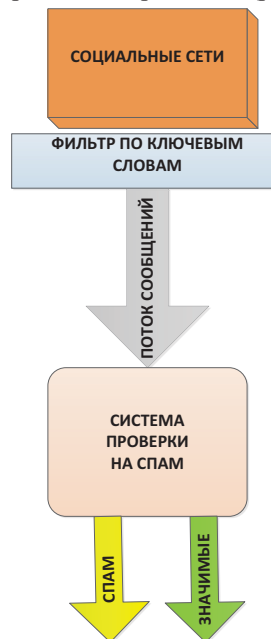 СОЦИАЛЬНЫЕ СЕТИ
ФИЛЬТР ПО КЛЮЧЕВЫМ
СЛОВАМ
ПОТОК СООБЩЕНИЙ
СИСТЕМА
ПРОВЕРКИ
НА СПАМ
СПАМ
ЗНАЧИМЫЕ